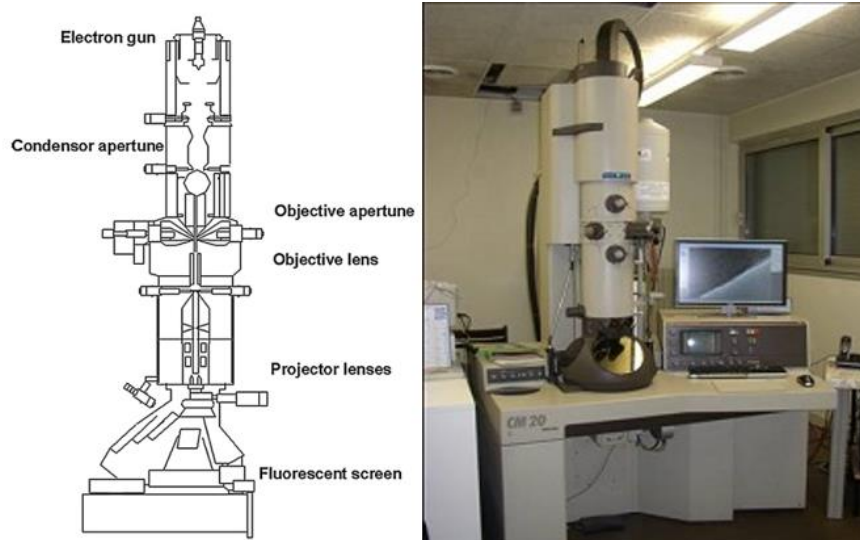 Electron gun
Condensor apertune
Objective apertune
Objective lens
Projector lenses
Fluorescent screen
CM 20